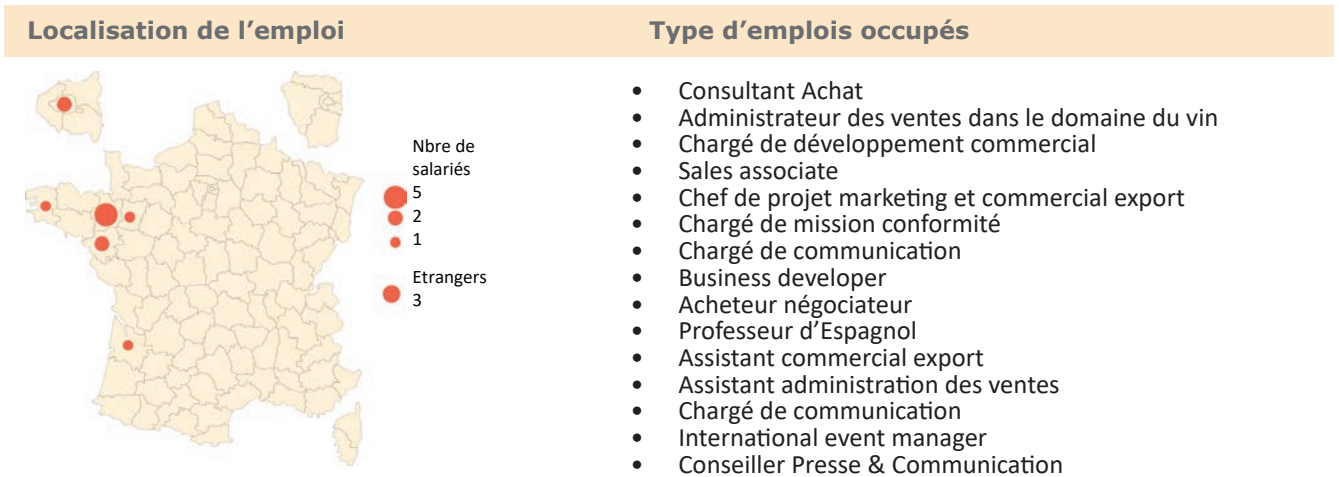 Localisation de l’emploi
Type d’emplois occupés
Nbre de
salariés
5
2
1
Etrangers
3
• Consultant Achat
• Administrateur des ventes dans le domaine du vin
• Chargé de développement commercial
• Sales associate
• Chef de projet marketing et commercial export
• Chargé de mission conformité
• Chargé de communication
• Business developer
• Acheteur négociateur
• Professeur d’Espagnol
• Assistant commercial export
• Assistant administration des ventes
• Chargé de communication
• International event manager
• Conseiller Presse & Communication